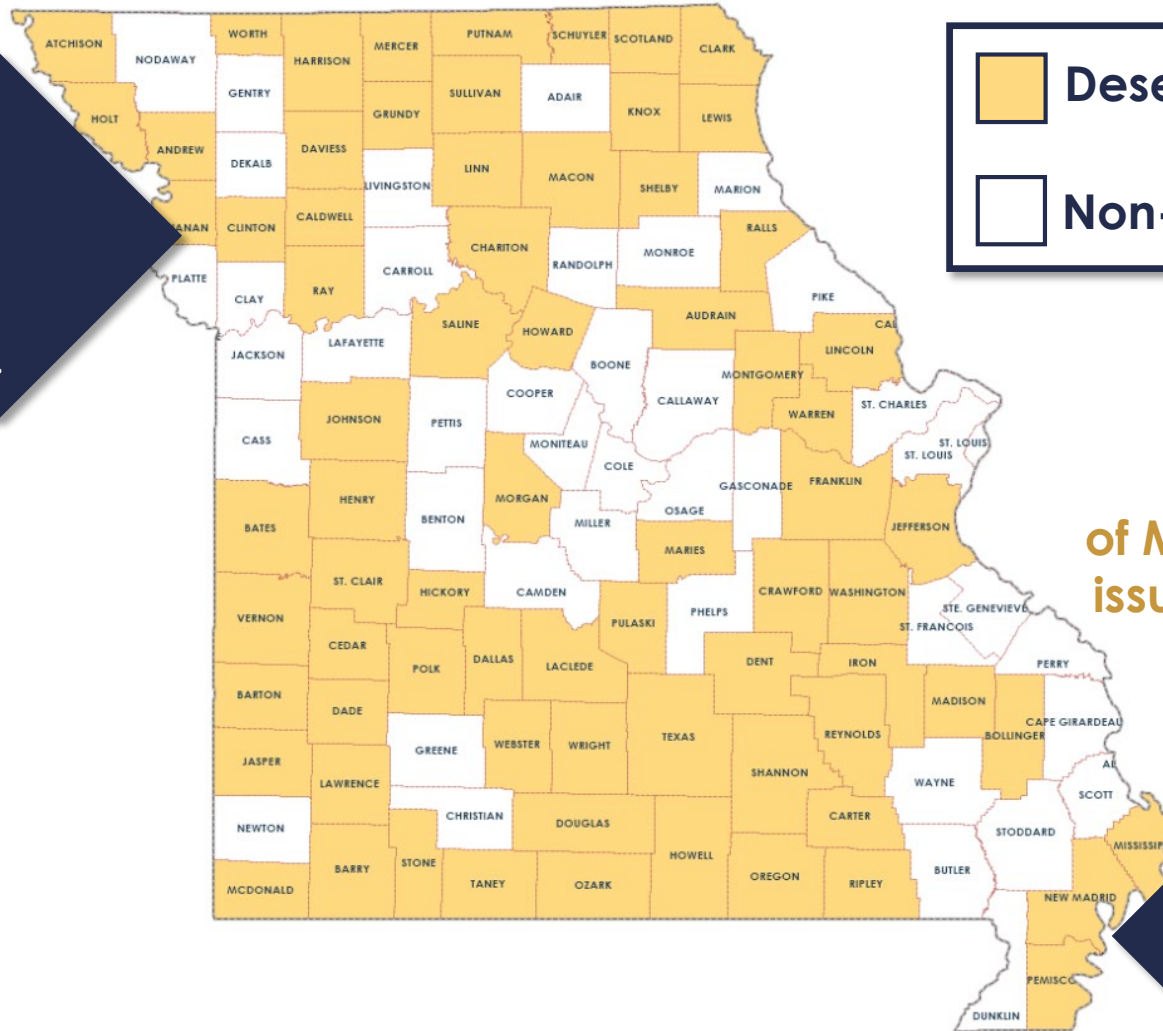 ATCHISON
NODAWAY
WORTH
HARRISON
MERCER
PUTNAM
SCHUYLER
SCOTLAND
CLARK
GENTRY
SULLIVAN
ADAIR
KNOX
LEWIS
HOLT
ANDREW
DEKALB
DAVIESS
GRUNDY
LIVINGSTON
LINN
MACON
SHELBY
MARION
ANAN
CLINTON
CALDWELL
CHARITON
RANDOLPH
MONROE
RALLS
PLATTE
CLAY
RAY
CARROLL
SALINE
HOWARD
AUDRAIN
PIKE
CAL
LINCOLN
JACKSON
LAFAYETTE
BOONE
COOPER
CALLAWAY
MONTGOMERY
WARREN
ST. CHARLES
CASS
JOHNSON
PETTIS
MONITEAU
COLE
ST. LOUIS
ST. LOUIS
GASCONADE
FRANKLIN
OSAGE
JEFFERSON
BATES
HENRY
BENTON
MORGAN
MILLER
MARIES
VERNON
ST. CLAIR
HICKORY
CAMDEN
PULASKI
PHELPS
CRAWFORD
WASHINGTON
STE. GENEVIEVE
ST. FRANCOIS
CEDAR
POLK
DALLAS
LACLEDE
DENT
IRON
PERRY
BARTON
DADE
MADISON
CAPE GIRARDEAU
BOLLINGER
JASPER
LAWRENCE
GREENE
WEBSTER
WRIGHT
TEXAS
SHANNON
REYNOLDS
WAYNE
AL
SCOTT
NEWTON
CHRISTIAN
DOUGLAS
CARTER
STODDARD
MISSISSIP
MCDONALD
BARRY
STONE
TANEY
OZARK
HOWELL
OREGON
RIPLEY
BUTLER
NEW MADRID
PEMISCO
DUNKLIN
Dese
Non-
of M
issu
.